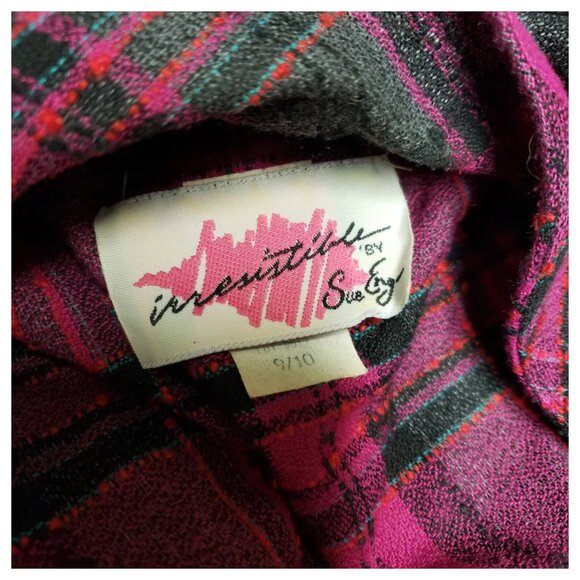 irresistible 'BY
Sue Eng
9/10